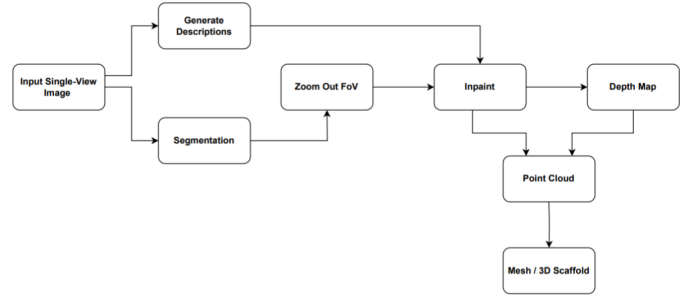 Generate
Descriptions
Input Single-View
Image
Zoom Out FoV
Inpaint
Depth Map
Segmentation
Point Cloud
Mesh / 3D Scaffold